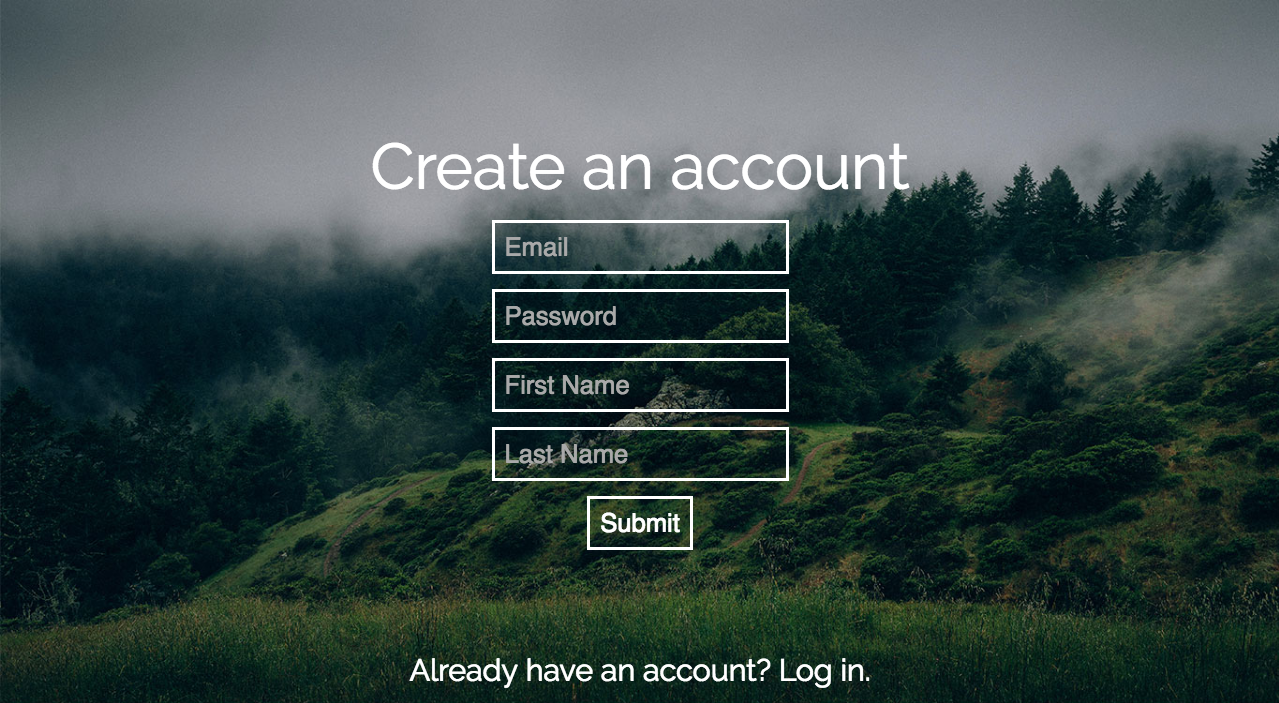 Create an account
Email
Password
First Name
Last Name
Submit
Already have an account? Log in.